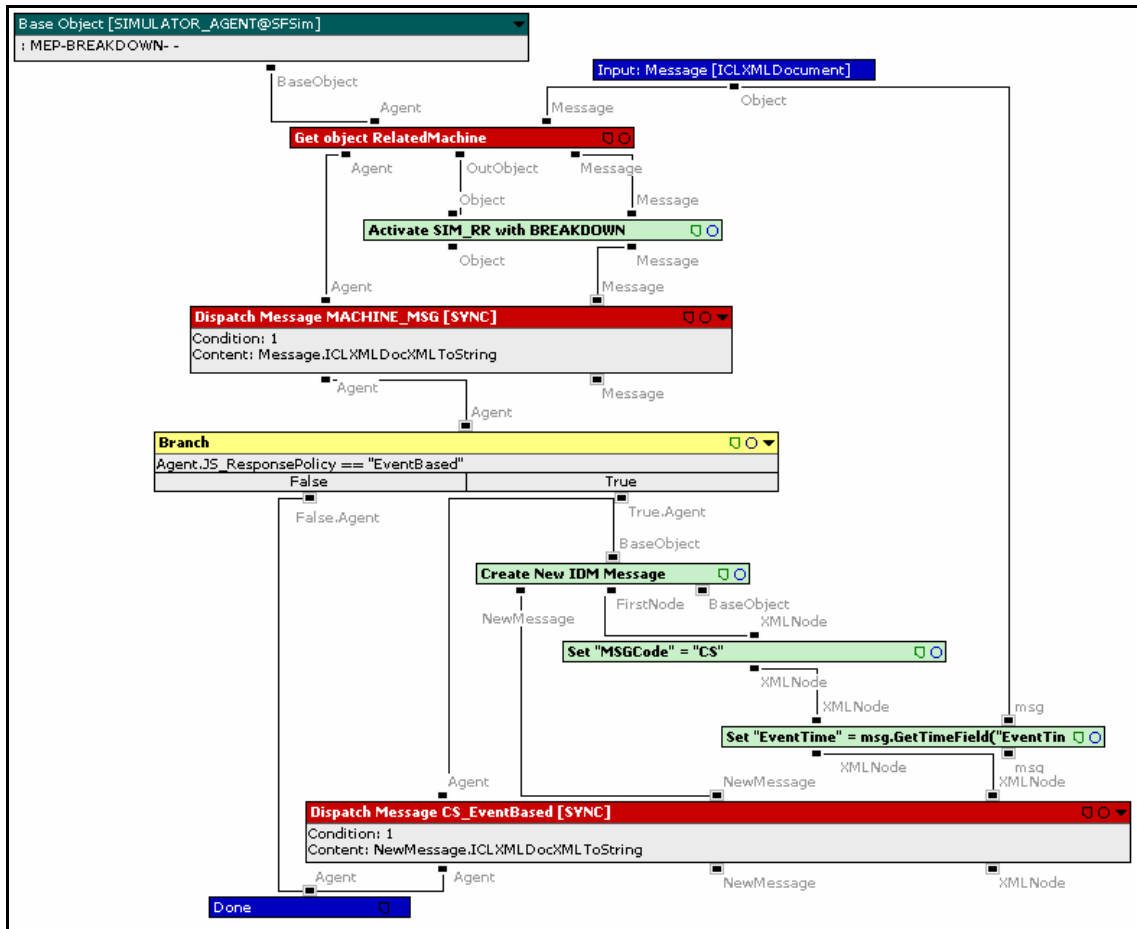 Base Object [SIMULATOR_AGENT@SFSim]
: MEP-BREAKDOWN- -
Input: Message [ICLXMLDocument]
BaseObject
Object
Agent
Message
Get object RelatedMachine
Agent
OutObject
Message
Object
Message
Activate SIM_RR with BREAKDOWN
Object
Message
Agent
Message
Dispatch Message MACHINE_MSG [SYNC]
Condition: 1
Content: Message.ICLXMLDocXMLToString
Agent
Message
Agent
Branch
Agent.JS_ResponsePolicy == "EventBased"
False
True
False.Agent
True.Agent
BaseObject
Create New IDM Message
NewMessage
FirstNode
BaseObject
XMLNode
Set "MSGCode" = "CS"
XMLNode
XMLNode
msg
Set "EventTime" = msg.GetTimeField("EventTin
XMLNode
msg
Agent
NewMessage
XMLNode
Dispatch Message CS_EventBased [SYNC]
Condition: 1
Content: NewMessage.ICLXMLDocXMLToString
Agent
Agent
NewMessage
XMLNode
Done